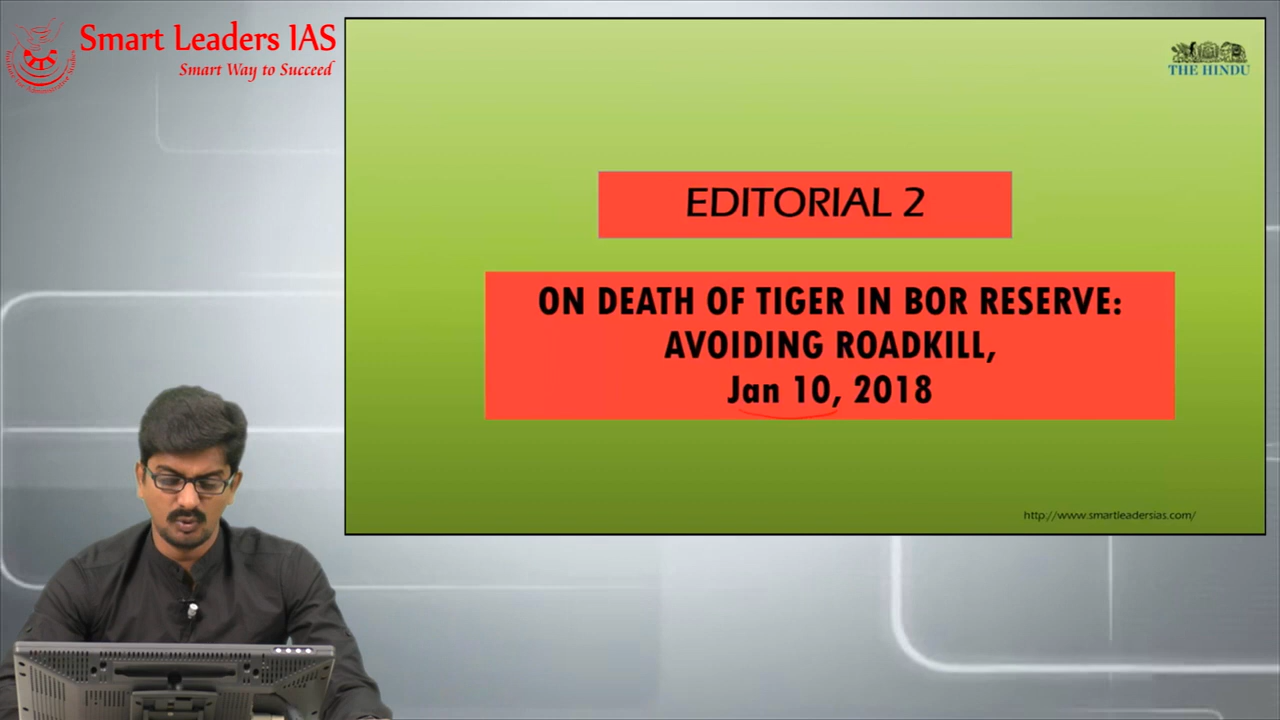 Smart Leaders IAS
Smart Way to Succeed
THE HINDU
EDITORIAL 2
ON DEATH OF TIGER IN BOR RESERVE:
AVOIDING ROADKILL,
Jan 10, 2018
http://www.smartleadersias.com/